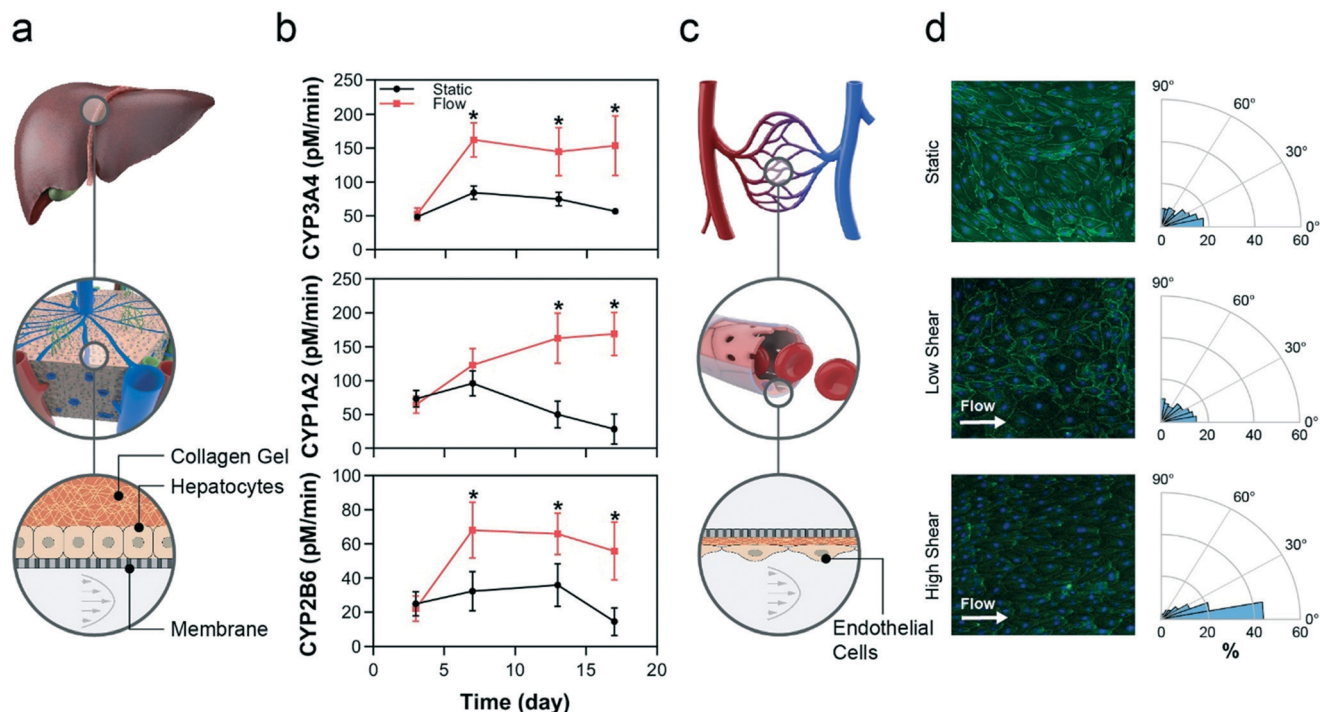 a
b
c
d
CYP3A4 (pM/min)
250
200
150
100
50
0
Static
Flow
*
*
*
CYP1A2 (pM/min)
250
200
150
100
50
0
*
*
CYP2B6 (pM/min)
100
80
60
40
20
0
*
*
*
0
5
10
15
20
Time (day)
Collagen Gel
Hepatocytes
Membrane
Endothelial
Cells
Static
90°
60°
30°
0°
0
20
40
60
Low Shear
Flow
90°
60°
30°
0°
0
20
40
60
High Shear
Flow
90°
60°
30°
0°
0
20
40
60
%